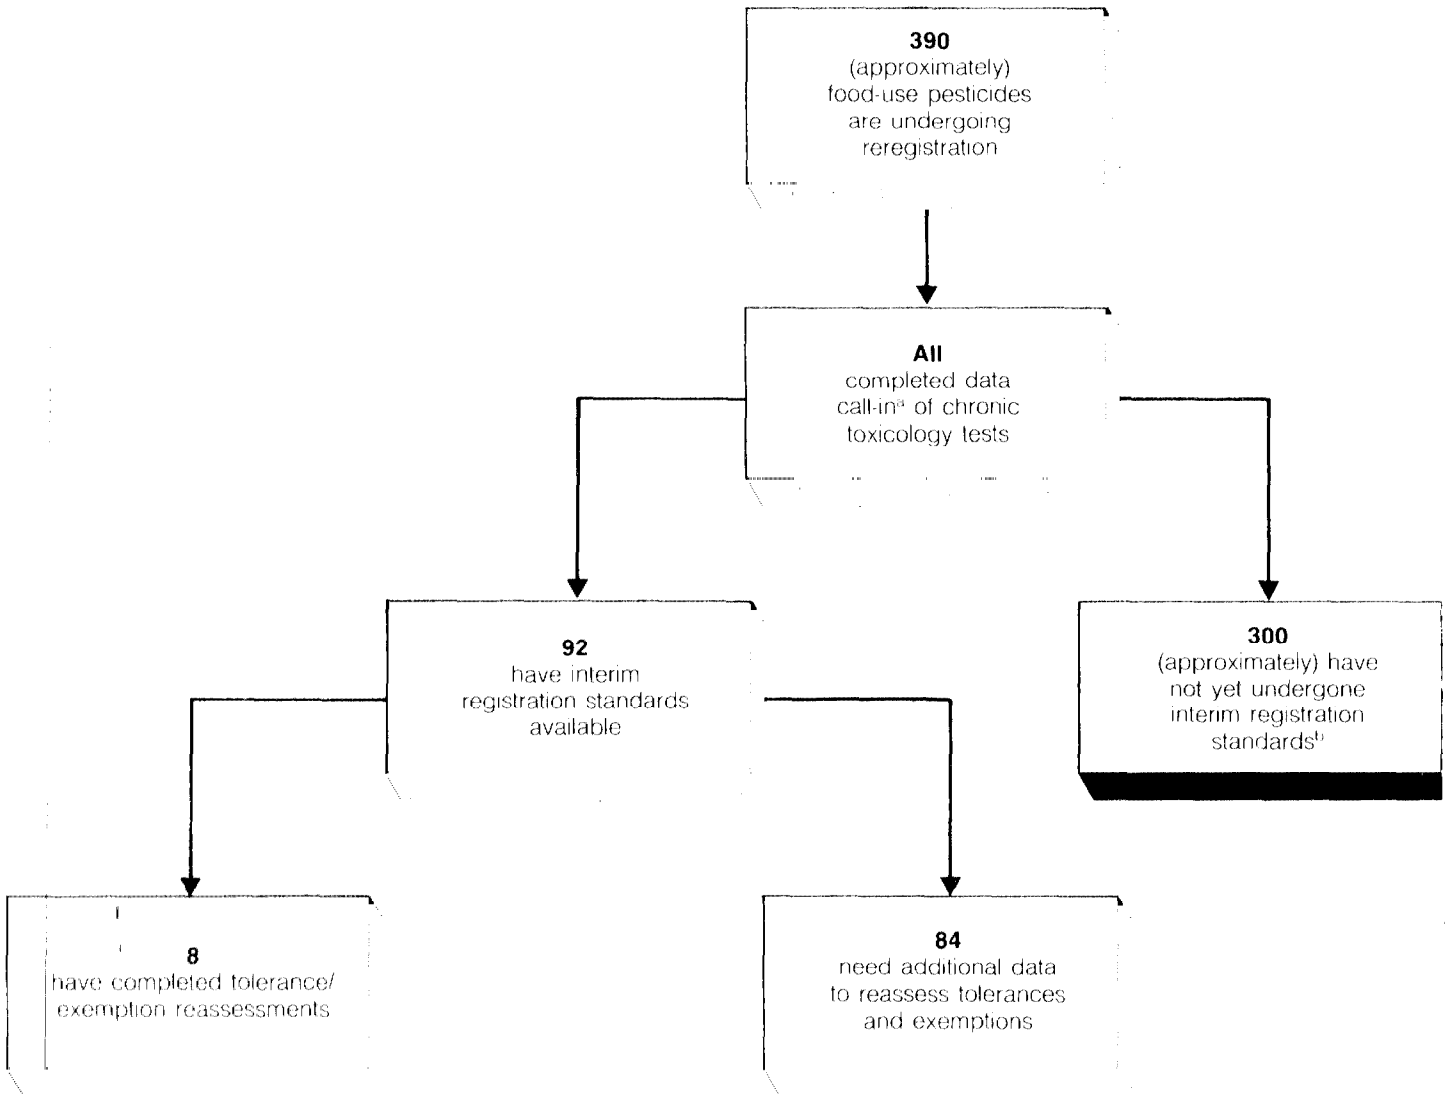 390
(approximately)
food-use pesticides
are undergoing
reregistration
All
completed data
call-inᵃ of chronic
toxicology tests
92
have interim
registration standards
available
300
(approximately) have
not yet undergone
interim registration
standardsᵇ
8
have completed tolerance/
exemption reassessments
84
need additional data
to reassess tolerances
and exemptions